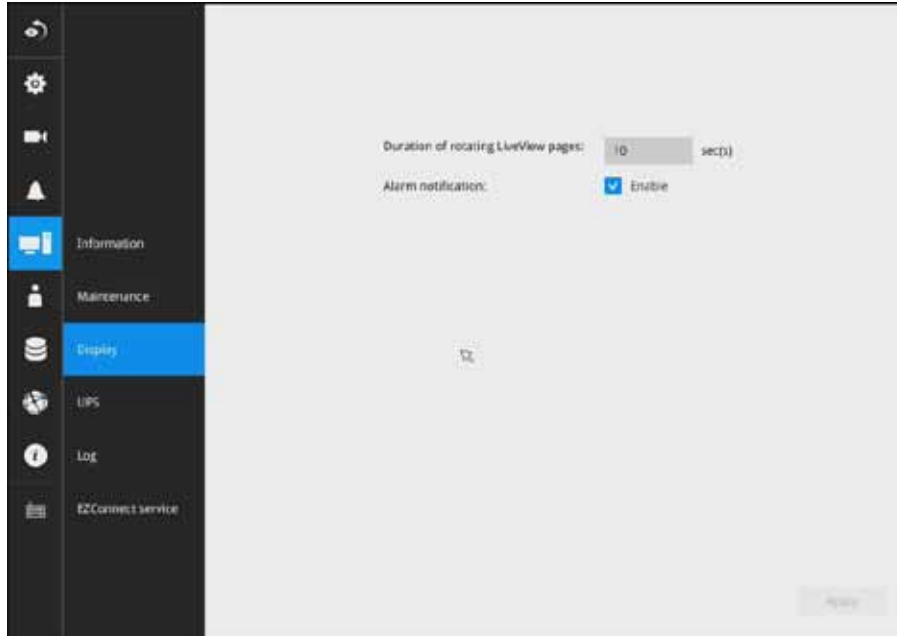 Duration of rotating LiveView pages: 10 sec(s)
Alarm notification: Enable
Information
Maintenance
Display
UPS
Log
EZConnect service
Apply